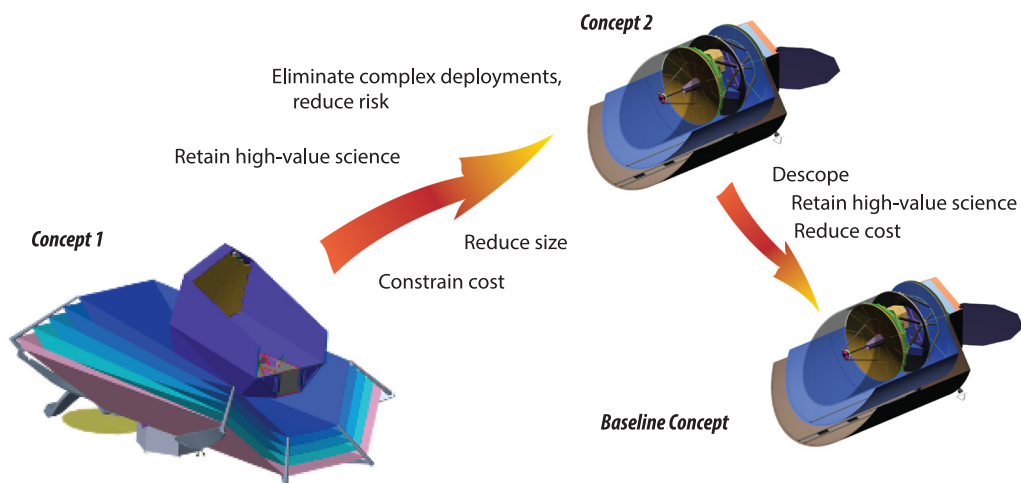 Concept 2
Eliminate complex deployments,
reduce risk
Retain high-value science
Descope
Retain high-value science
Reduce cost
Concept 1
Reduce size
Constrain cost
Baseline Concept